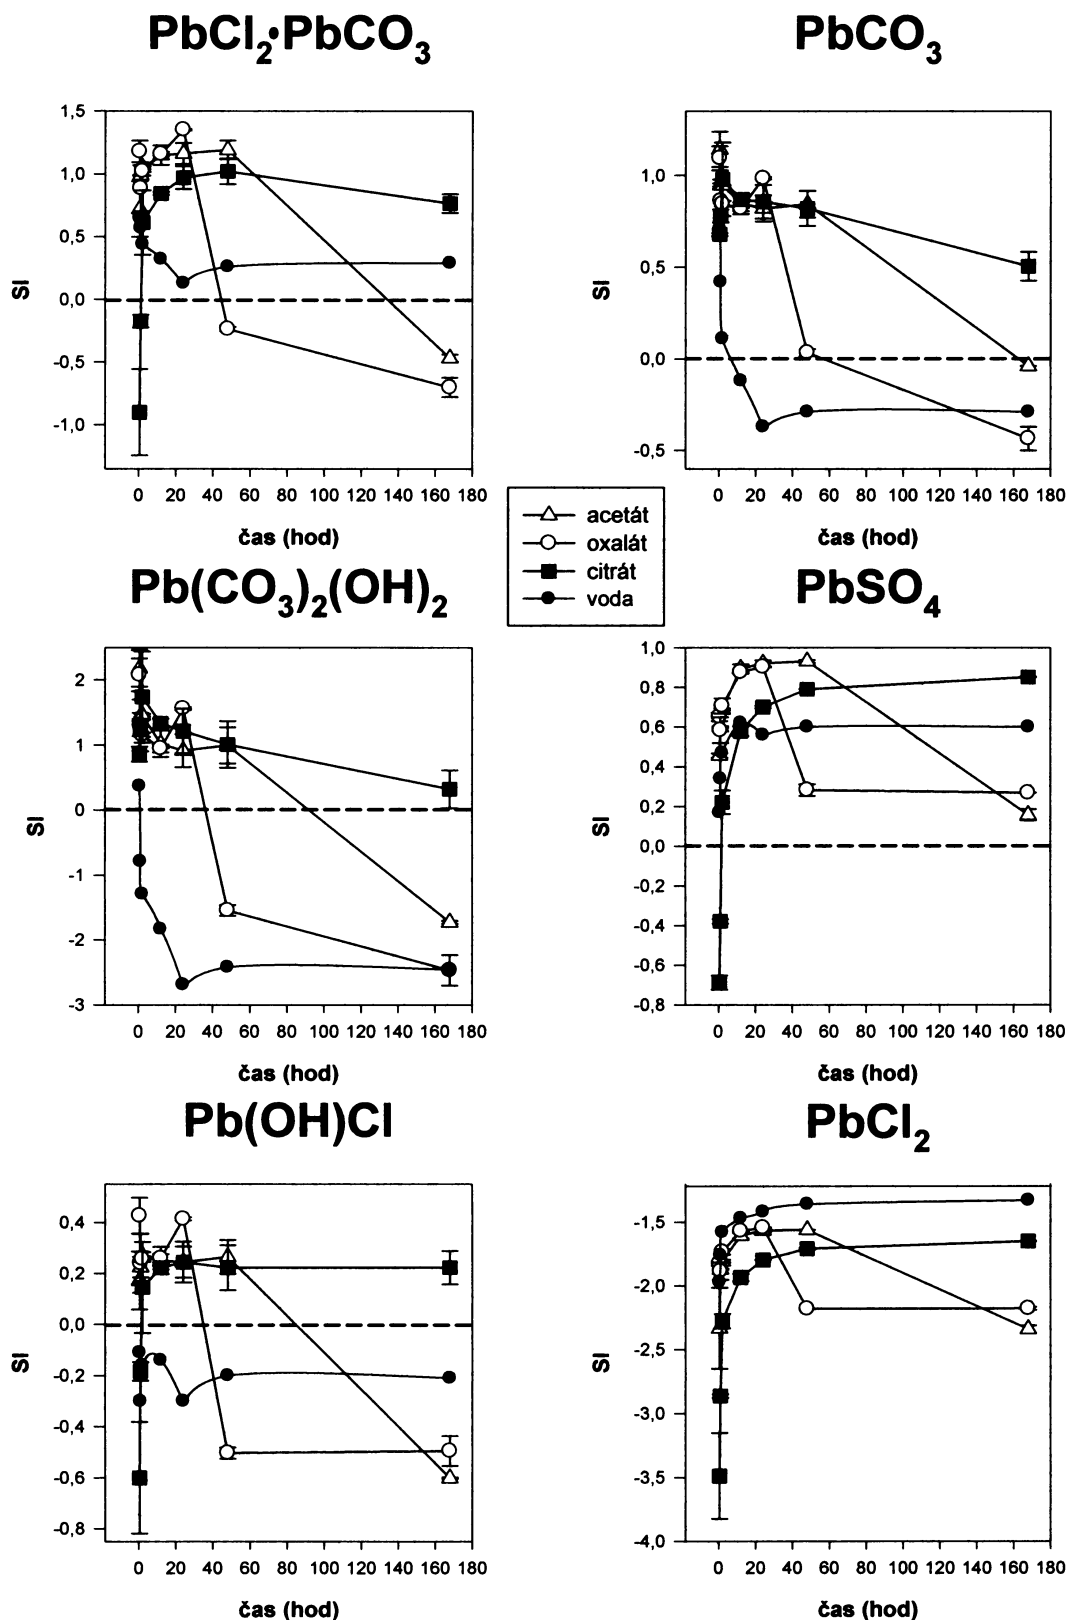 PbCl₂•PbCO₃
PbCO₃
1,5
1,0
0,5
0,0
-0,5
-1,0
SI
0 20 40 60 80 100 120 140 160 180
čas (hod)
1,0
0,5
0,0
-0,5
SI
0 20 40 60 80 100 120 140 160 180
čas (hod)
acetát
oxalát
citrát
voda
Pb(CO₃)₂(OH)₂
PbSO₄
2
1
0
-1
-2
-3
SI
0 20 40 60 80 100 120 140 160 180
čas (hod)
1,0
0,8
0,6
0,4
0,2
0,0
-0,2
-0,4
-0,6
-0,8
SI
0 20 40 60 80 100 120 140 160 180
čas (hod)
Pb(OH)Cl
PbCl₂
0,4
0,2
0,0
-0,2
-0,4
-0,6
-0,8
SI
0 20 40 60 80 100 120 140 160 180
čas (hod)
-1,5
-2,0
-2,5
-3,0
-3,5
-4,0
SI
0 20 40 60 80 100 120 140 160 180
čas (hod)